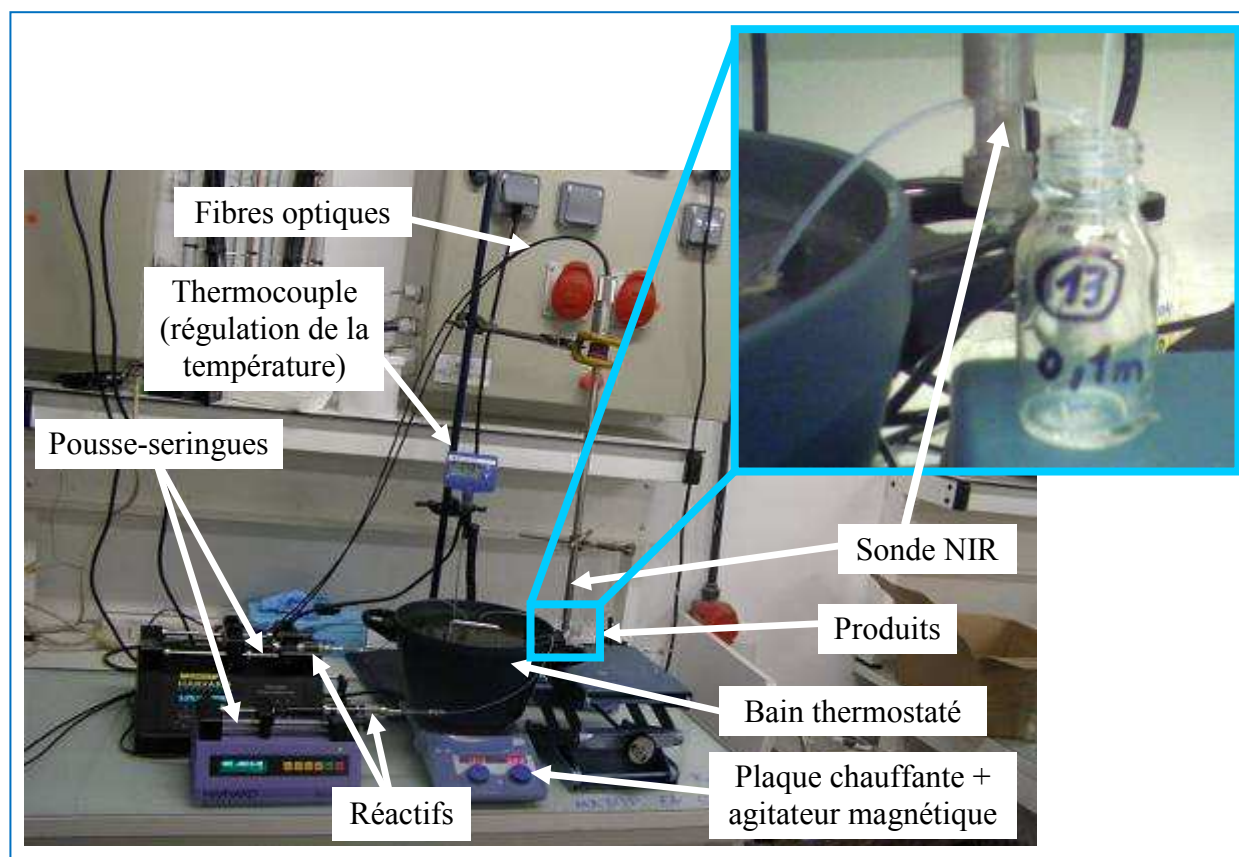 Fibres optiques
Thermocouple
(régulation de la
température)
Pousse-seringues
13
0,1m
Sonde NIR
Produits
Bain thermostaté
Réactifs
Plaque chauffante +
agitateur magnétique